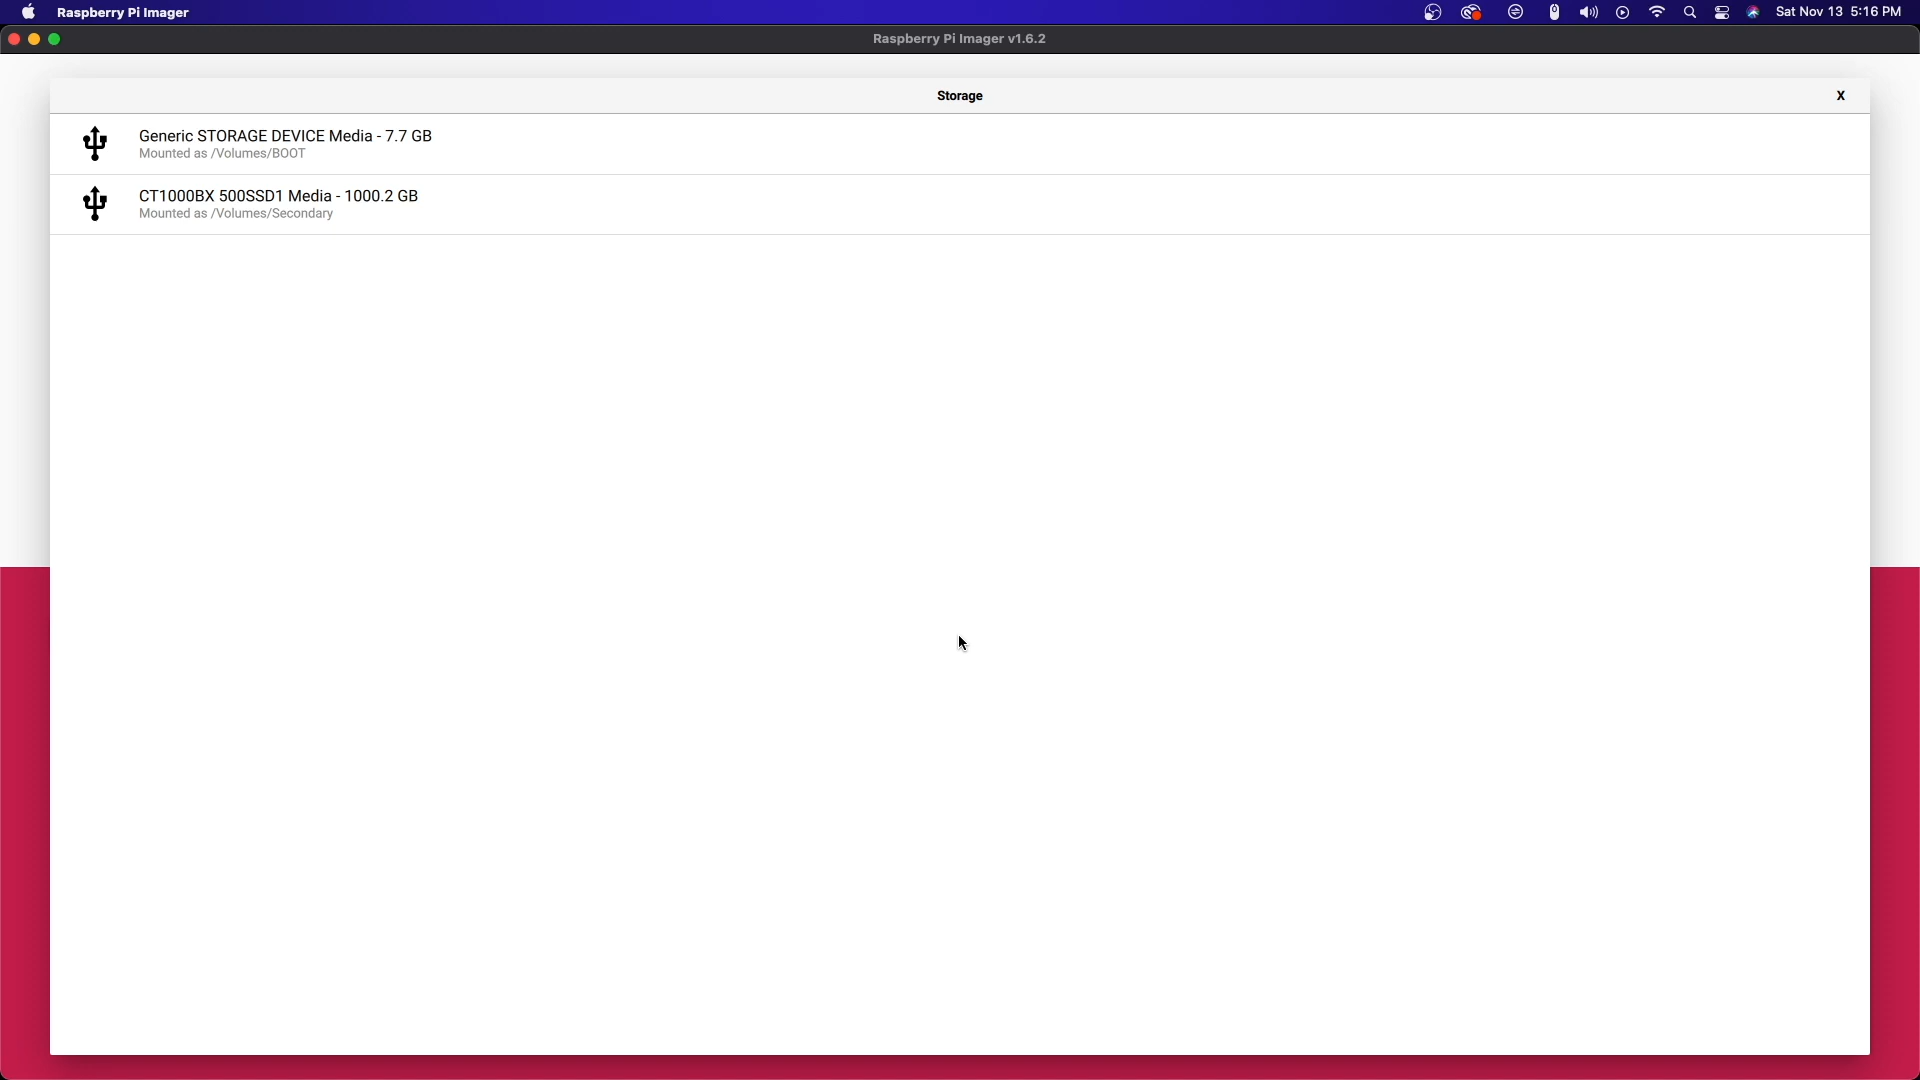 Raspberry Pi Imager
Sat Nov 13 5:16 PM
Raspberry Pi Imager v1.6.2
Storage
X
Generic STORAGE DEVICE Media - 7.7 GB
Mounted as /Volumes/BOOT
CT1000BX 500SSD1 Media - 1000.2 GB
Mounted as /Volumes/Secondary